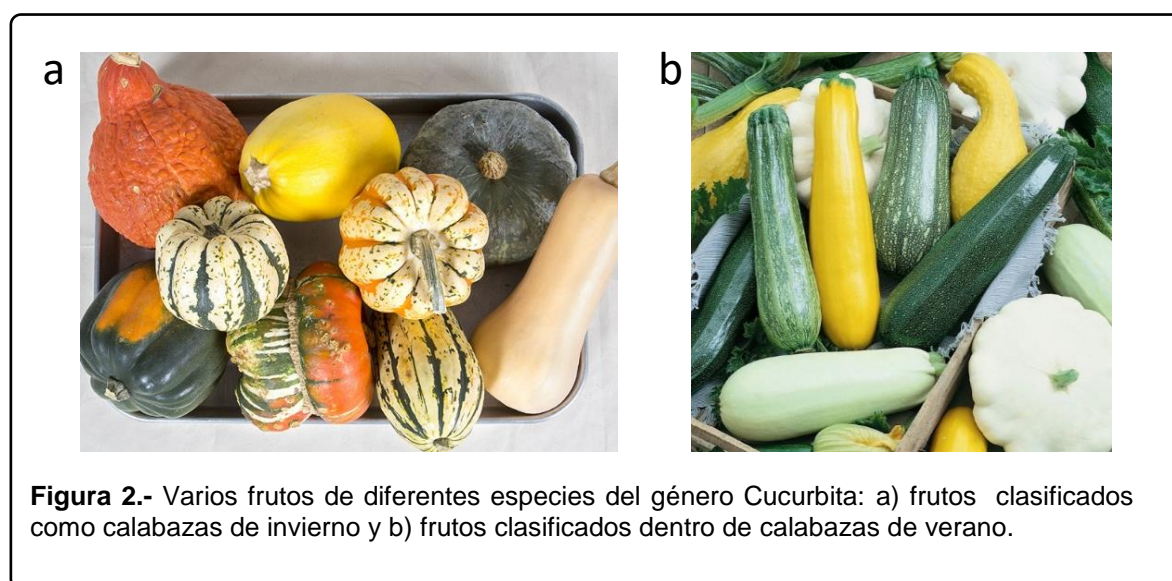 a
b
Figura 2.- Varios frutos de diferentes especies del género Cucurbita: a) frutos clasificados
como calabazas de invierno y b) frutos clasificados dentro de calabazas de verano.